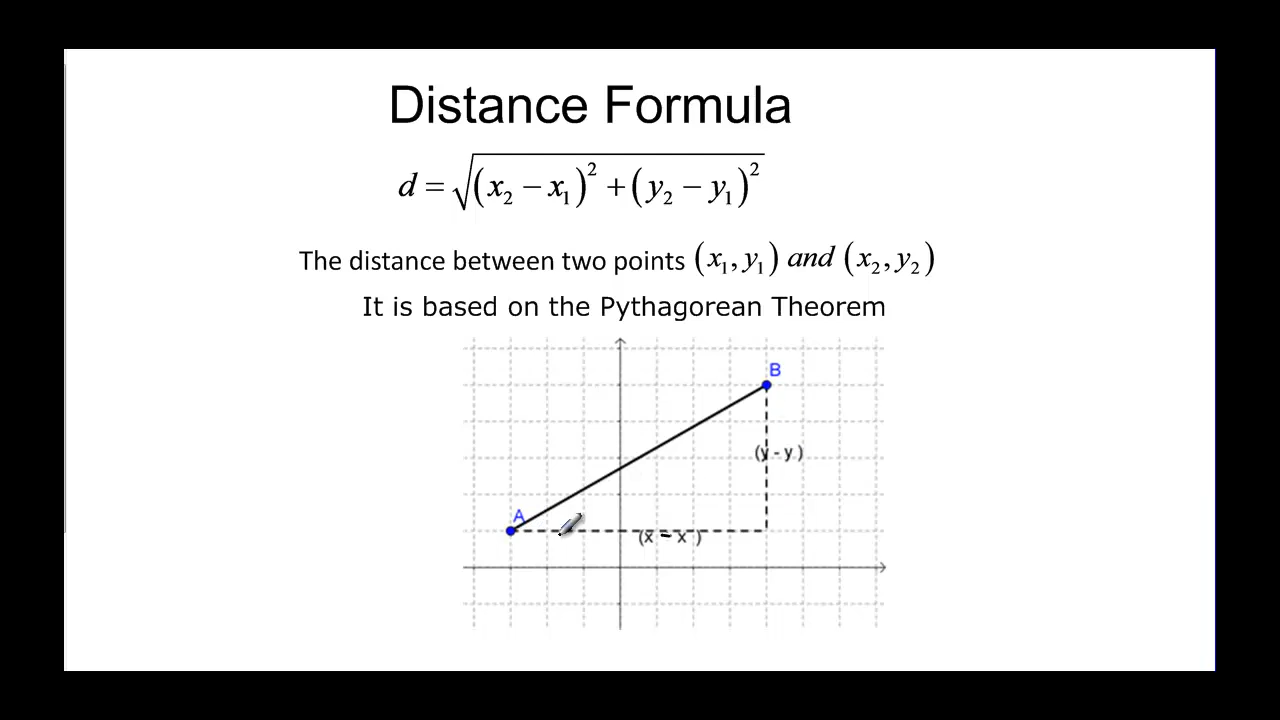 Distance Formula
d = √(x₂ − x₁)² + (y₂ − y₁)²
The distance between two points (x₁, y₁) and (x₂, y₂)
It is based on the Pythagorean Theorem
B
(y - y )
A
(x - x )